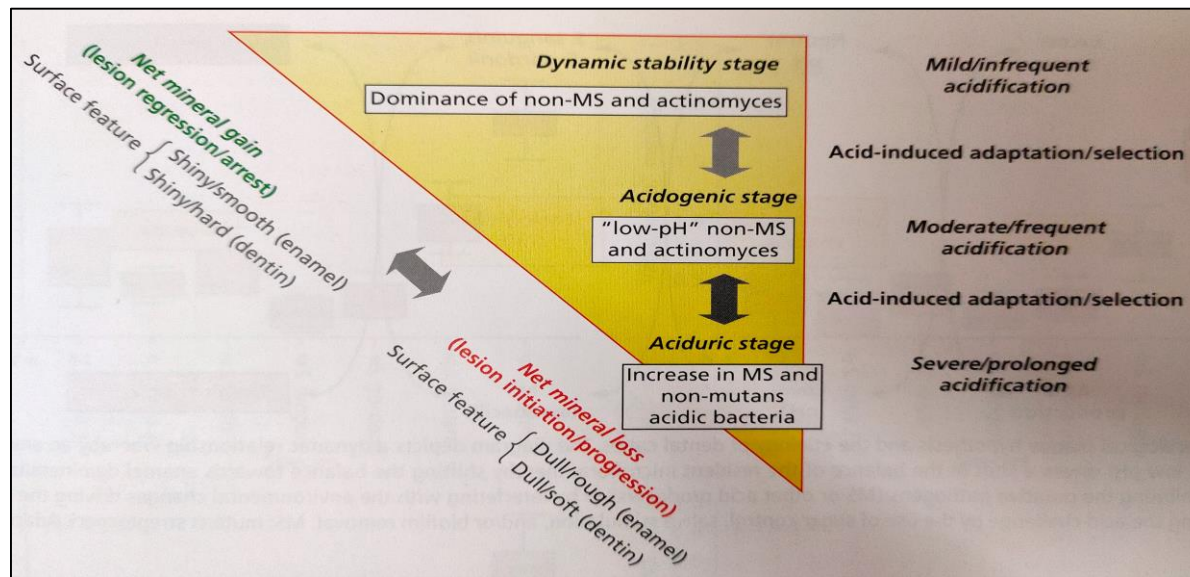 Net mineral gain
(lesion regression/arrest)
Surface feature
Shiny/smooth (enamel)
Shiny/hard (dentin)
Net mineral loss
(lesion initiation/progression)
Surface feature
Dull/rough (enamel)
Dull/soft (dentin)
Dynamic stability stage
Dominance of non-MS and actinomyces
Acidogenic stage
"low-pH" non-MS
and actinomyces
Aciduric stage
Increase in MS and
non-mutans
acidic bacteria
Mild/infrequent
acidification
Acid-induced adaptation/selection
Moderate/frequent
acidification
Acid-induced adaptation/selection
Severe/prolonged
acidification